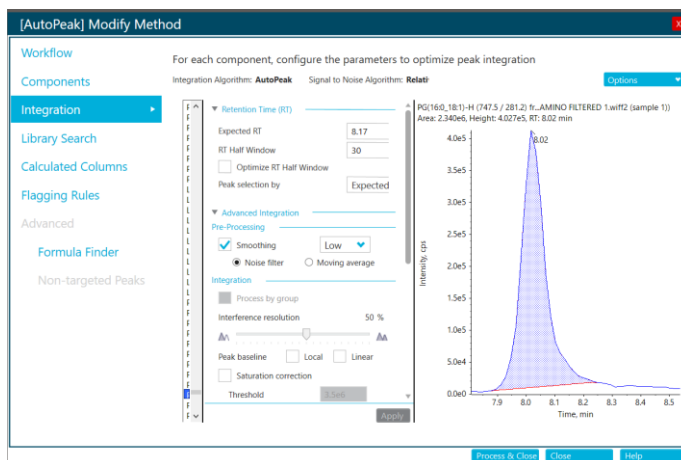 [AutoPeak] Modify Method
X
Workflow
Components
Integration
Library Search
Calculated Columns
Flagging Rules
Advanced
Formula Finder
Non-targeted Peaks
For each component, configure the parameters to optimize peak integration
Integration Algorithm: AutoPeak Signal to Noise Algorithm: Relati
Options
Retention Time (RT)
Expected RT 8.17
RT Half Window 30
Optimize RT Half Window
Peak selection by Expected
Advanced Integration
Pre-Processing
Smoothing Low
Noise filter Moving average
Integration
Process by group
Interference resolution 50 %
Peak baseline Local Linear
Saturation correction
Threshold 3.5e6
Apply
PG(16:0_18:1)-H (747.5 / 281.2) fr...AMINO FILTERED 1.wiff2 (sample 1))
Area: 2.340e6, Height: 4.027e5, RT: 8.02 min
8.02
Intensity, cps
4.0e5
3.5e5
3.0e5
2.5e5
2.0e5
1.5e5
1.0e5
5.0e4
0.0e0
7.9 8.0 8.1 8.2 8.3 8.4 8.5
Time, min
Process & Close Close Help